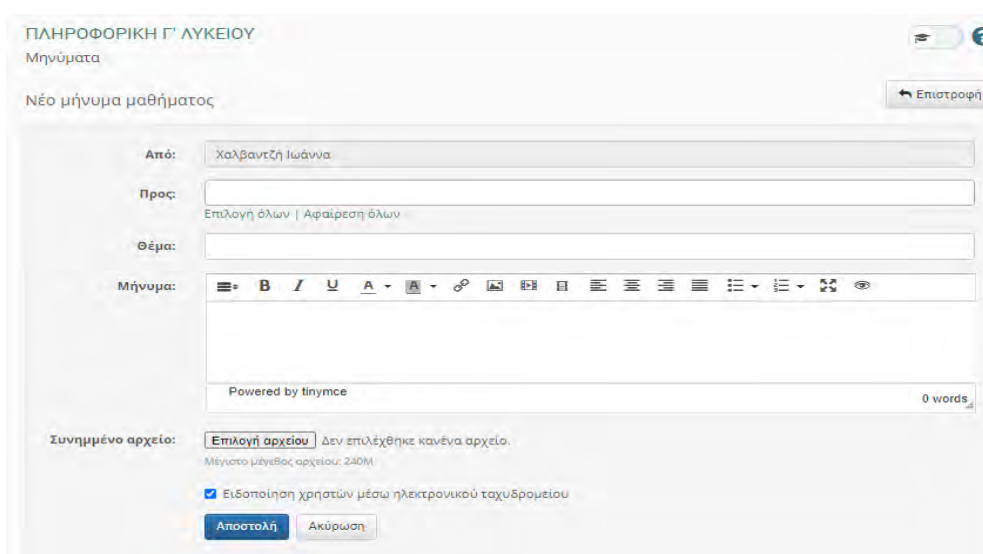 ΠΛΗΡΟΦΟΡΙΚΗ Γ' ΛΥΚΕΙΟΥ
Μηνύματα
Νέο μήνυμα μαθήματος
Επιστροφή
Από: Χαλβαντζή Ιωάννα
Προς:
Επιλογή όλων | Αφαίρεση όλων
Θέμα:
Μήνυμα:
B I U A A
Powered by tinymce
0 words
Συνημμένο αρχείο: Επιλογή αρχείου Δεν επιλέχθηκε κανένα αρχείο.
Μέγιστο μέγεθος αρχείου: 240M
Ειδοποίηση χρηστών μέσω ηλεκτρονικού ταχυδρομείου
Αποστολή Ακύρωση